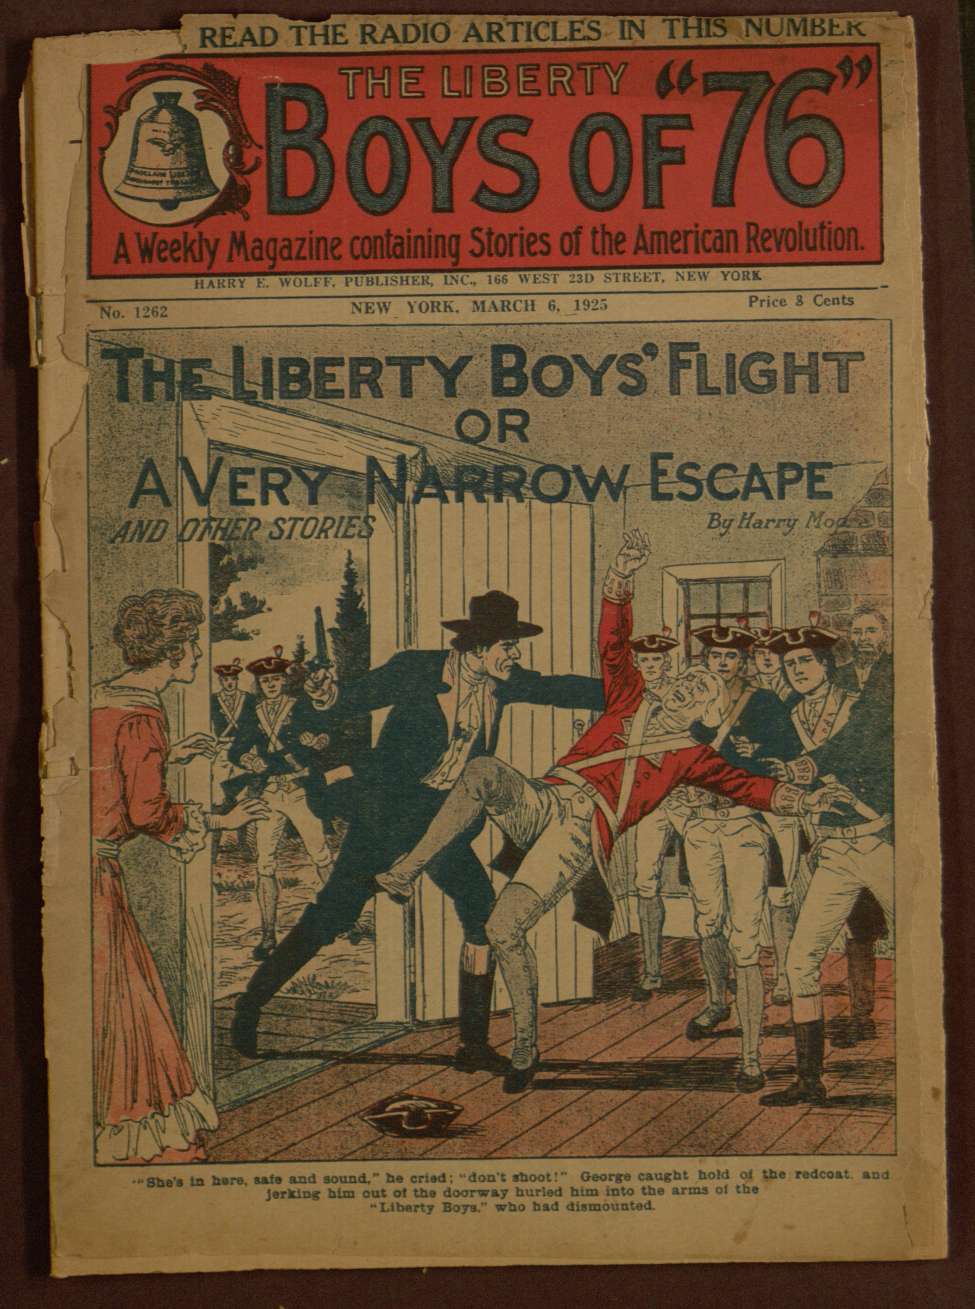 READ THE RADIO ARTICLES IN THIS NUMBER
THE LIBERTY
BOYS OF "76"
PROCLAIM
A Weekly Magazine containing Stories of the American Revolution.
HARRY E. WOLFF, PUBLISHER, INC., 166 WEST 23D STREET, NEW YORK
No. 1262 NEW YORK, MARCH 6, 1925 Price 8 Cents
THE LIBERTY BOYS' FLIGHT
OR
A VERY NARROW ESCAPE
AND OTHER STORIES By Harry Moo
"She's in here, safe and sound," he cried; "don't shoot!" George caught hold of the redcoat, and
jerking him out of the doorway hurled him into the arms of the
"Liberty Boys," who had dismounted.